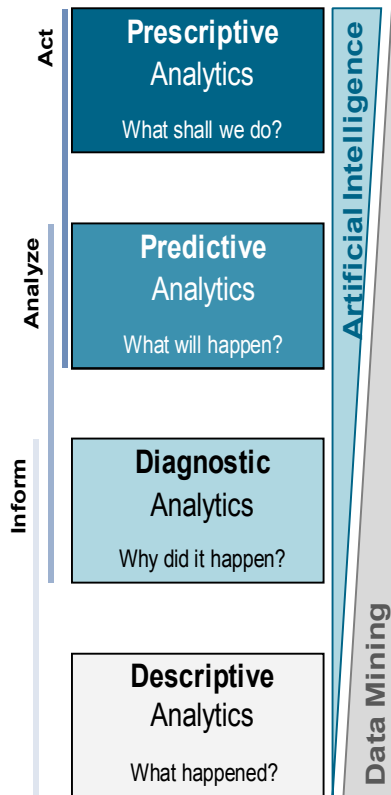 Act
Prescriptive
Analytics
What shall we do?
Artificial Intelligence
Analyze
Predictive
Analytics
What will happen?
Inform
Diagnostic
Analytics
Why did it happen?
Data Mining
Descriptive
Analytics
What happened?